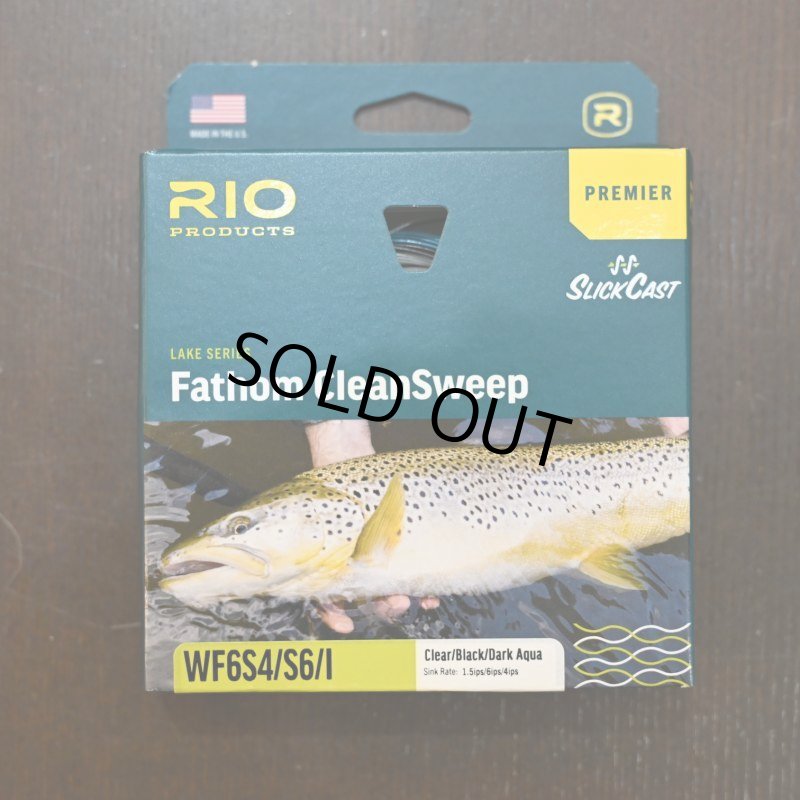 MADE IN THE U.S.
R
RIO
PRODUCTS
PREMIER
SLICKCAST
LAKE SERIES
Fathom CleanSweep
SOLD OUT
WF6S4/S6/I
Clear/Black/Dark Aqua
Sink Rate: 1.5ips/6ips/4ips